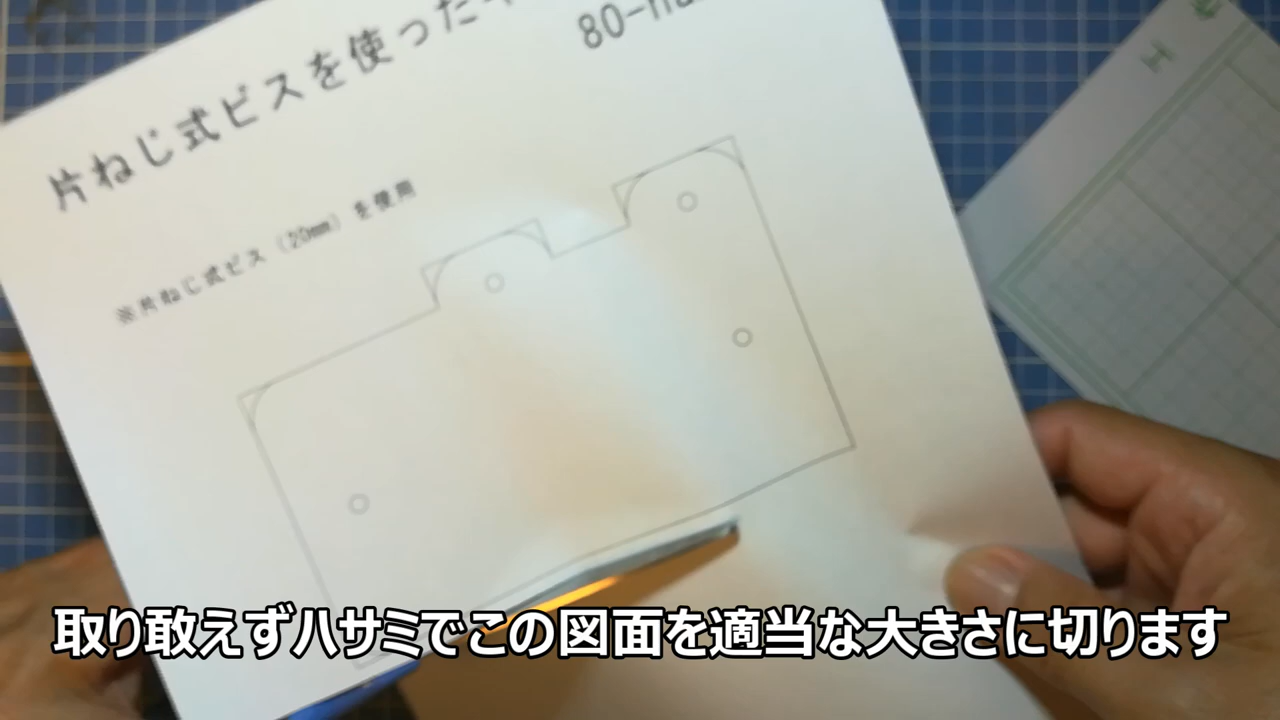 片ねじ式ビスを使った
80-
※片ねじ式ビス（20mm）を使用
取り敢えずハサミでこの図面を適当な大きさに切ります